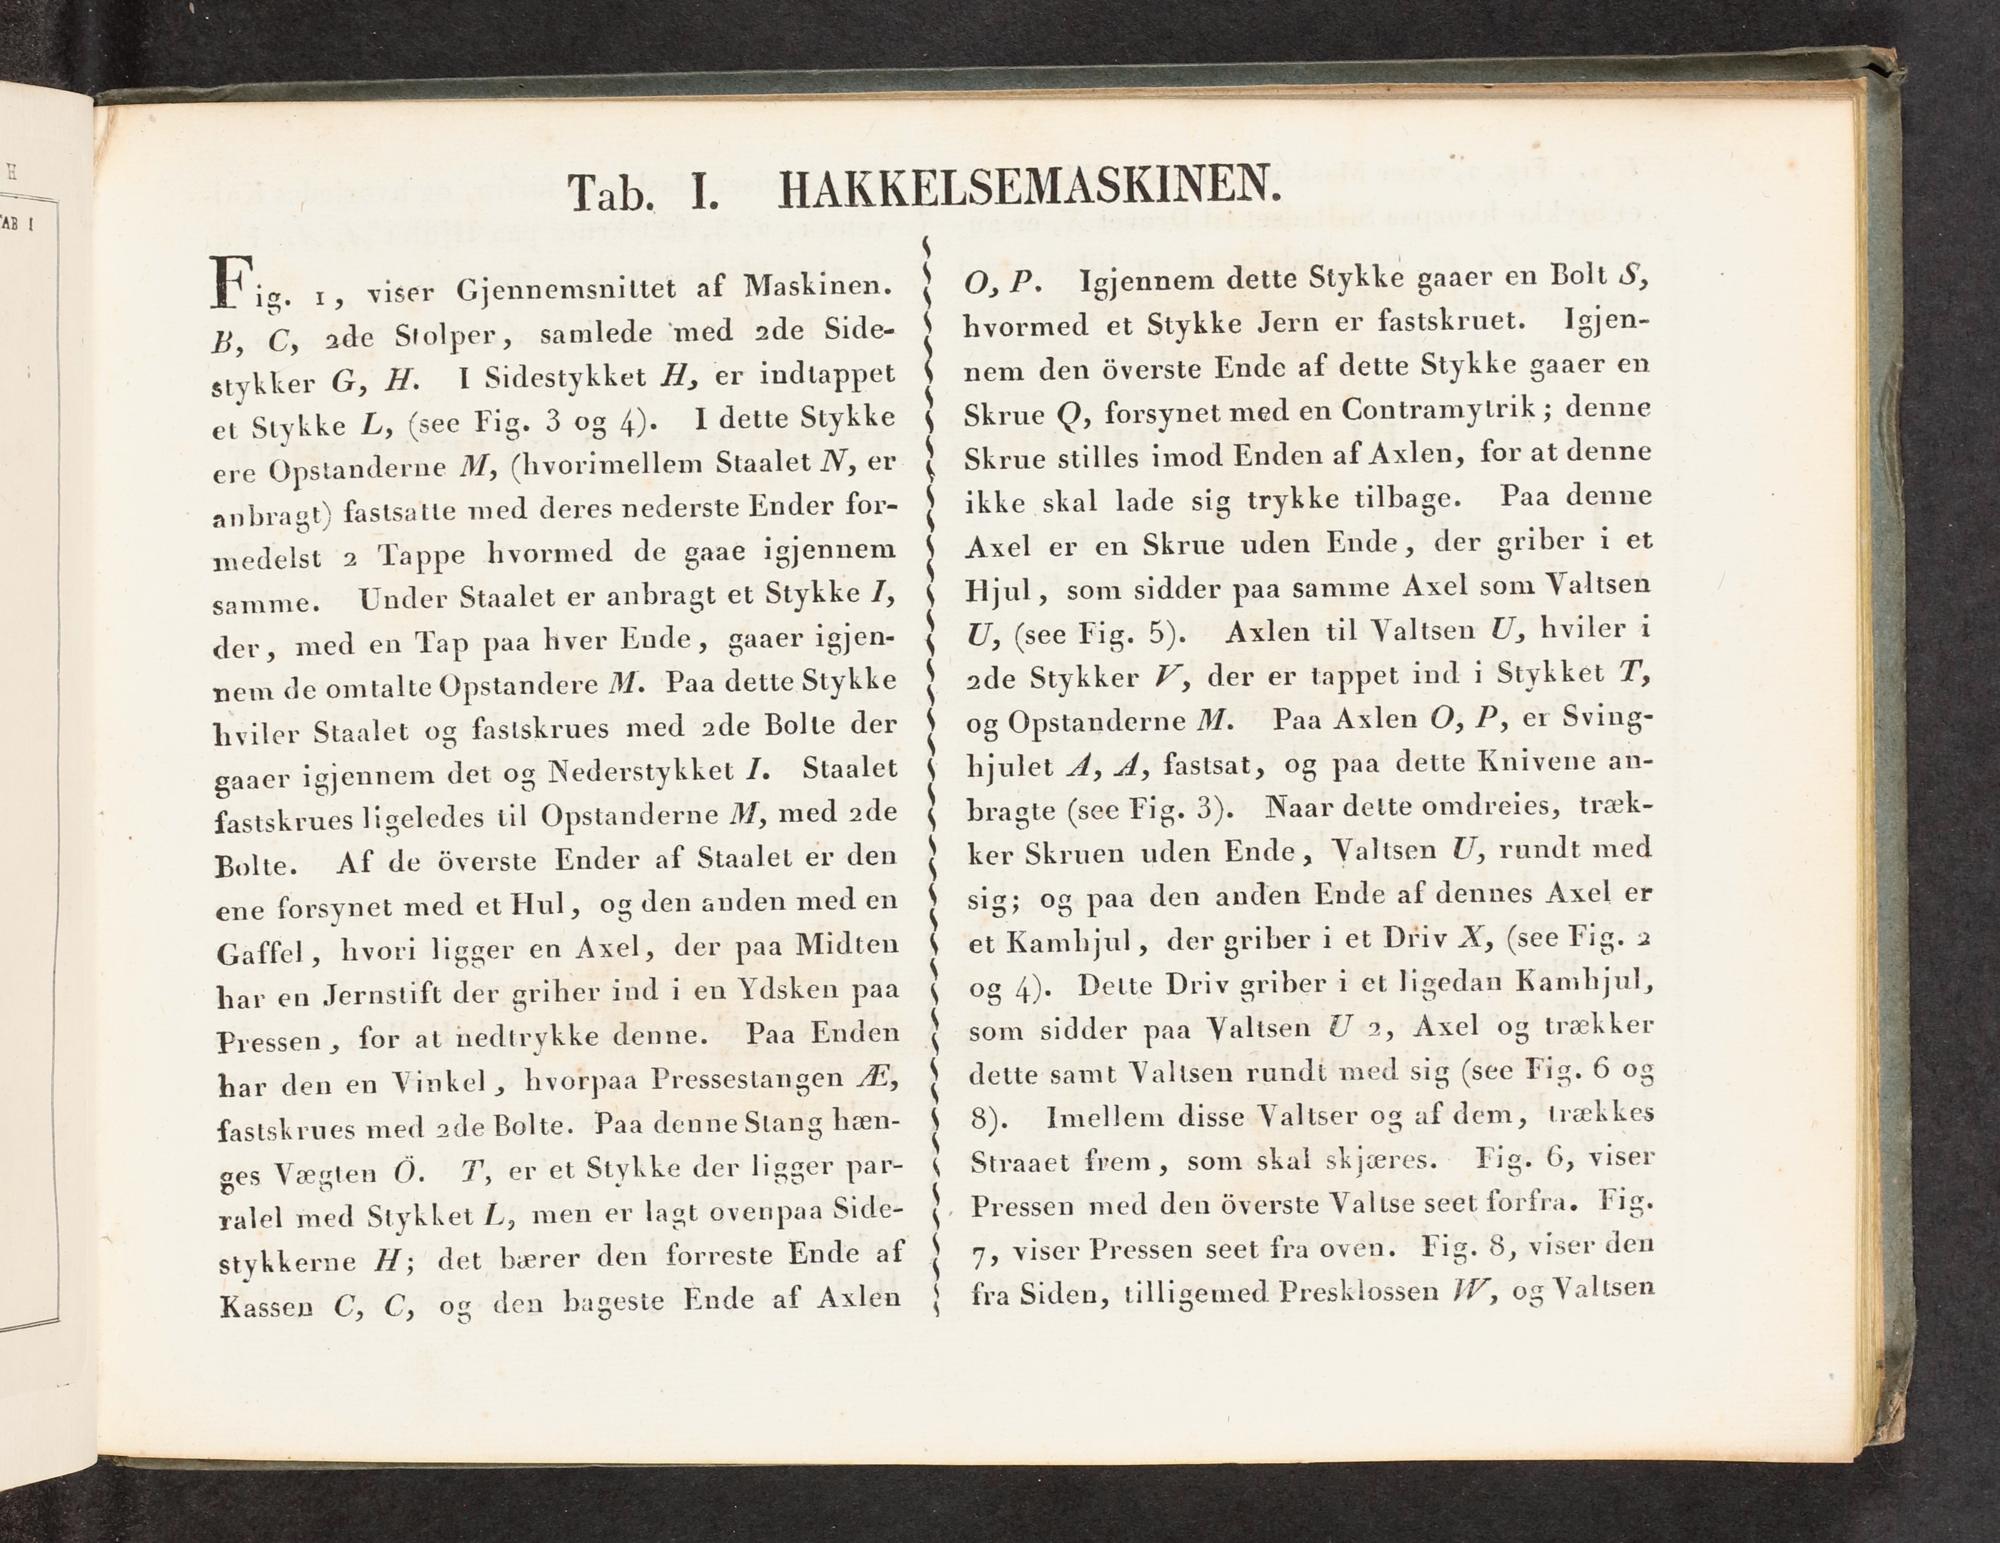 H
TAB I
Tab. I. HAKKELSEMASKINEN.
Fig. 1, viser Gjennemsnittet af Maskinen.
B, C, 2de Stolper, samlede med 2de Side-
stykker G, H. I Sidestykket H, er indtappet
et Stykke L, (see Fig. 3 og 4). I dette Stykke
ere Opstanderne M, (hvorimellem Staalet N, er
anbragt) fastsatte med deres nederste Ender for-
medelst 2 Tappe hvormed de gaae igjennem
samme. Under Staalet er anbragt et Stykke I,
der, med en Tap paa hver Ende, gaaer igjen-
nem de omtalte Opstandere M. Paa dette Stykke
hviler Staalet og fastskrues med 2de Bolte der
gaaer igjennem det og Nederstykket I. Staalet
fastskrues ligeledes til Opstanderne M, med 2de
Bolte. Af de överste Ender af Staalet er den
ene forsynet med et Hul, og den anden med en
Gaffel, hvori ligger en Axel, der paa Midten
har en Jernstift der griber ind i en Ydsken paa
Pressen, for at nedtrykke denne. Paa Enden
har den en Vinkel, hvorpaa Pressestangen Æ,
fastskrues med 2de Bolte. Paa denne Stang hæn-
ges Vægten Ö. T, er et Stykke der ligger par-
ralel med Stykket L, men er lagt ovenpaa Side-
stykkerne H; det bærer den forreste Ende af
Kassen C, C, og den bageste Ende af Axlen
O, P. Igjennem dette Stykke gaaer en Bolt S,
hvormed et Stykke Jern er fastskruet. Igjen-
nem den överste Ende af dette Stykke gaaer en
Skrue Q, forsynet med en Contramytrik; denne
Skrue stilles imod Enden af Axlen, for at denne
ikke skal lade sig trykke tilbage. Paa denne
Axel er en Skrue uden Ende, der griber i et
Hjul, som sidder paa samme Axel som Valtsen
U, (see Fig. 5). Axlen til Valtsen U, hviler i
2de Stykker V, der er tappet ind i Stykket T,
og Opstanderne M. Paa Axlen O, P, er Sving-
hjulet A, A, fastsat, og paa dette Knivene an-
bragte (see Fig. 3). Naar dette omdreies, træk-
ker Skruen uden Ende, Valtsen U, rundt med
sig; og paa den anden Ende af dennes Axel er
et Kamhjul, der griber i et Driv X, (see Fig. 2
og 4). Dette Driv griber i et ligedan Kamhjul,
som sidder paa Valtsen U 2, Axel og trækker
dette samt Valtsen rundt med sig (see Fig. 6 og
8). Imellem disse Valtser og af dem, trækkes
Straaet frem, som skal skjæres. Fig. 6, viser
Pressen med den överste Valtse seet forfra. Fig.
7, viser Pressen seet fra oven. Fig. 8, viser den
fra Siden, tilligemed Presklossen W, og Valtsen